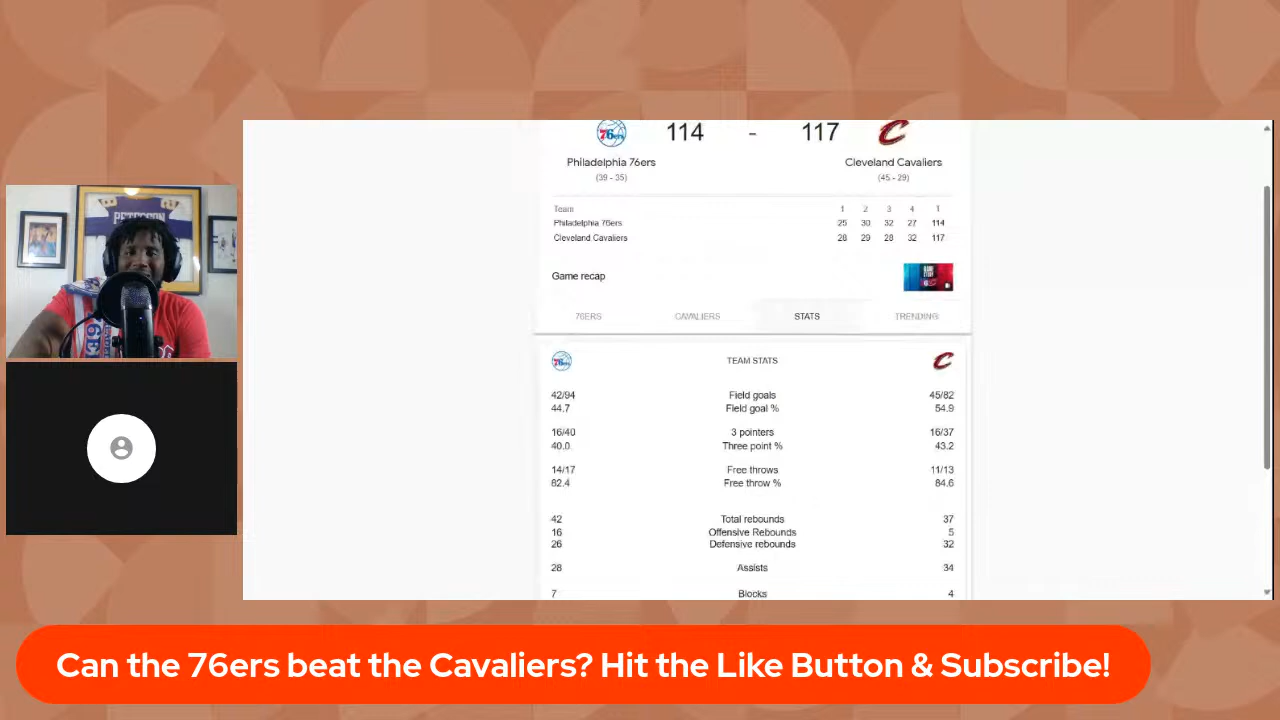 114 - 117
Philadelphia 76ers
Cleveland Cavaliers
(39 - 35)
(45 - 29)
Team 1 2 3 4 T
Philadelphia 76ers 25 30 32 27 114
Cleveland Cavaliers 28 29 28 32 117
Game recap
76ERS CAVALIERS STATS TRENDING
TEAM STATS
42/94 Field goals 45/82
44.7 Field goal % 54.9
16/40 3 pointers 16/37
40.0 Three point % 43.2
14/17 Free throws 11/13
82.4 Free throw % 84.6
42 Total rebounds 37
16 Offensive Rebounds 5
26 Defensive rebounds 32
28 Assists 34
7 Blocks 4
PETERSON
Can the 76ers beat the Cavaliers? Hit the Like Button & Subscribe!